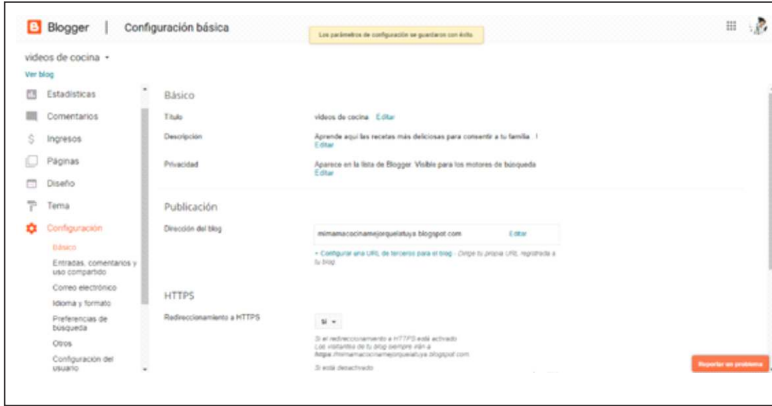 Blogger | Configuración básica
Los parámetros de configuración se guardaron con éxito.
videos de cocina
Ver blog
Estadísticas
Comentarios
Ingresos
Páginas
Diseño
Tema
Configuración
Básico
Entradas, comentarios y
uso compartido
Correo electrónico
Idioma y formato
Preferencias de
búsqueda
Otros
Configuración del
usuario
Básico
Título
videos de cocina Editar
Descripción
Aprende aquí las recetas más deliciosas para consentir a tu familia : !
Editar
Privacidad
Aparece en la lista de Blogger. Visible para los motores de búsqueda
Editar
Publicación
Dirección del blog
mimamacocinamejorquelatuya.blogspot.com Editar
+ Configurar una URL de terceros para el blog - Dirige tu propia URL registrada a
tu blog.
HTTPS
Redireccionamiento a HTTPS
Sí
Si el redireccionamiento a HTTPS está activado
Los visitantes de tu blog siempre irán a
https://mimamacocinamejorquelatuya.blogspot.com.
Si está desactivado
Reportar un problema